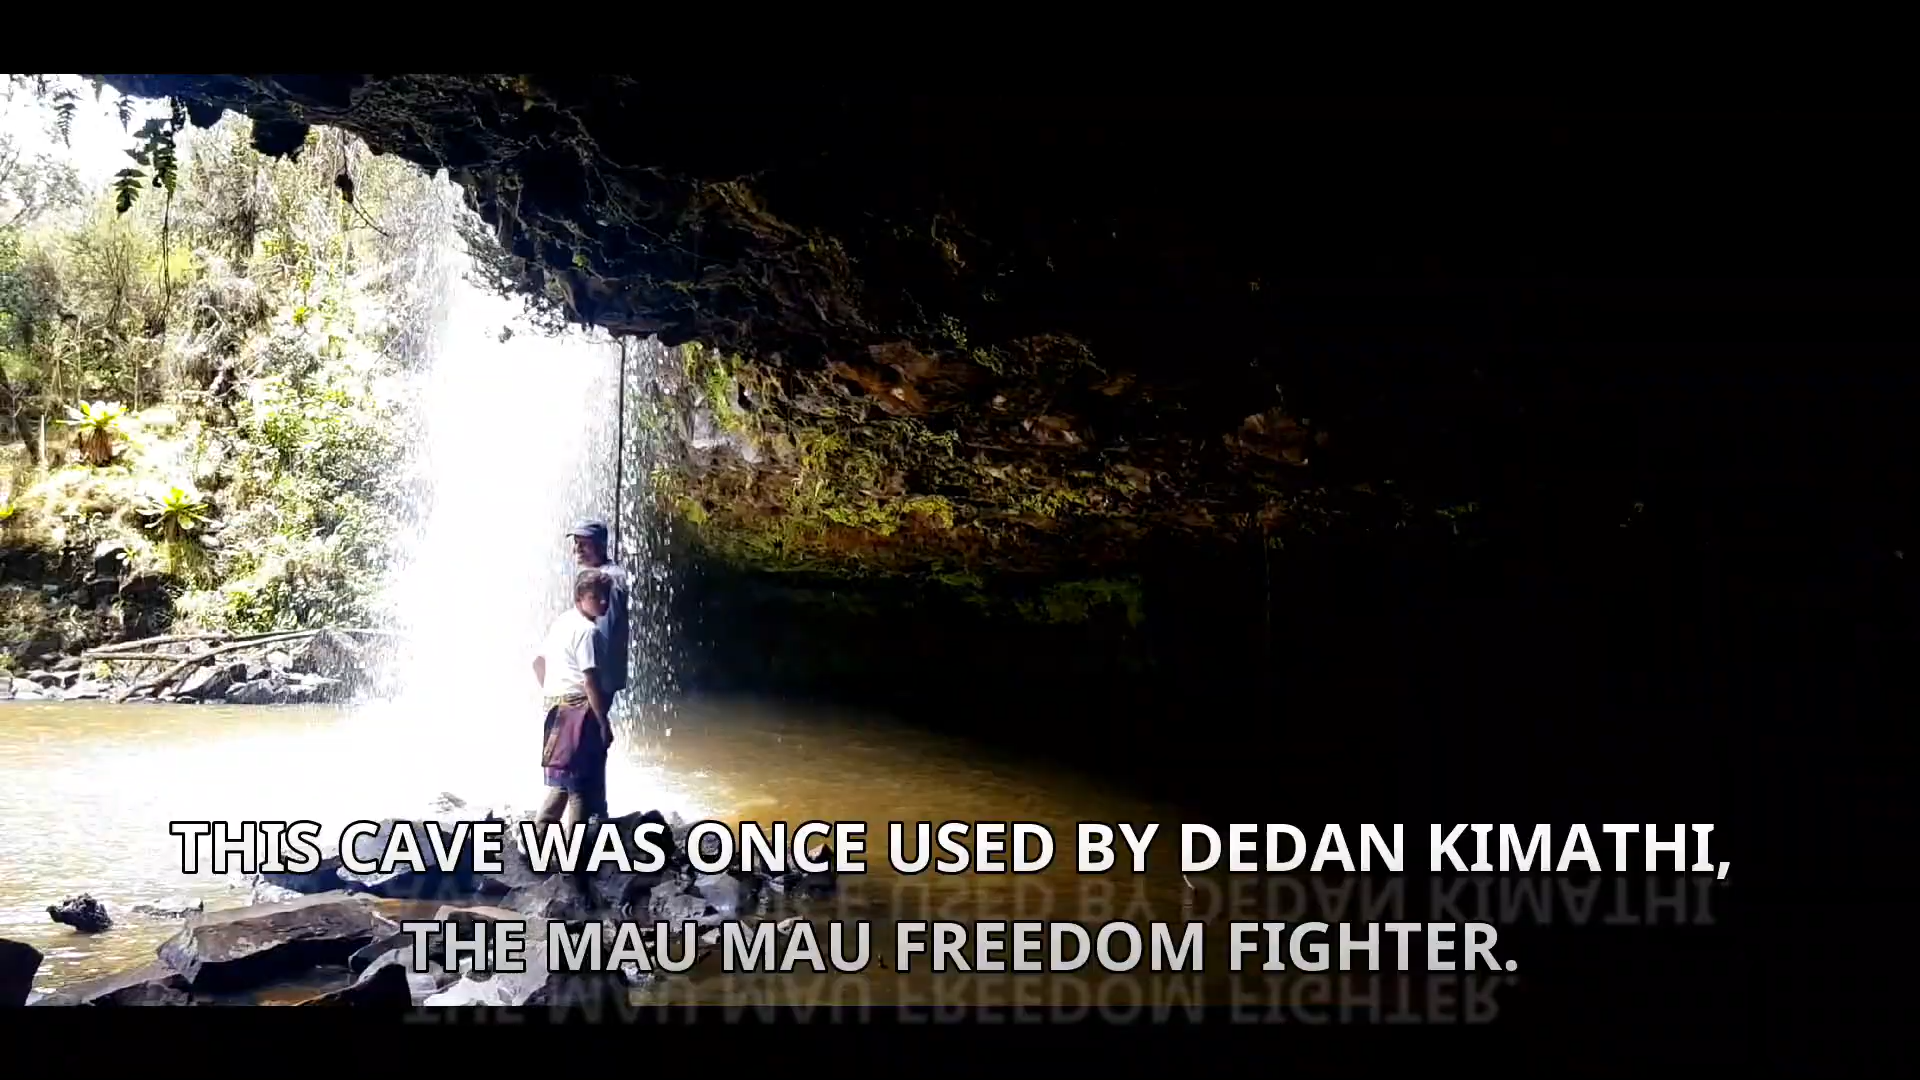 THIS CAVE WAS ONCE USED BY DEDAN KIMATHI,
THE MAU MAU FREEDOM FIGHTER.